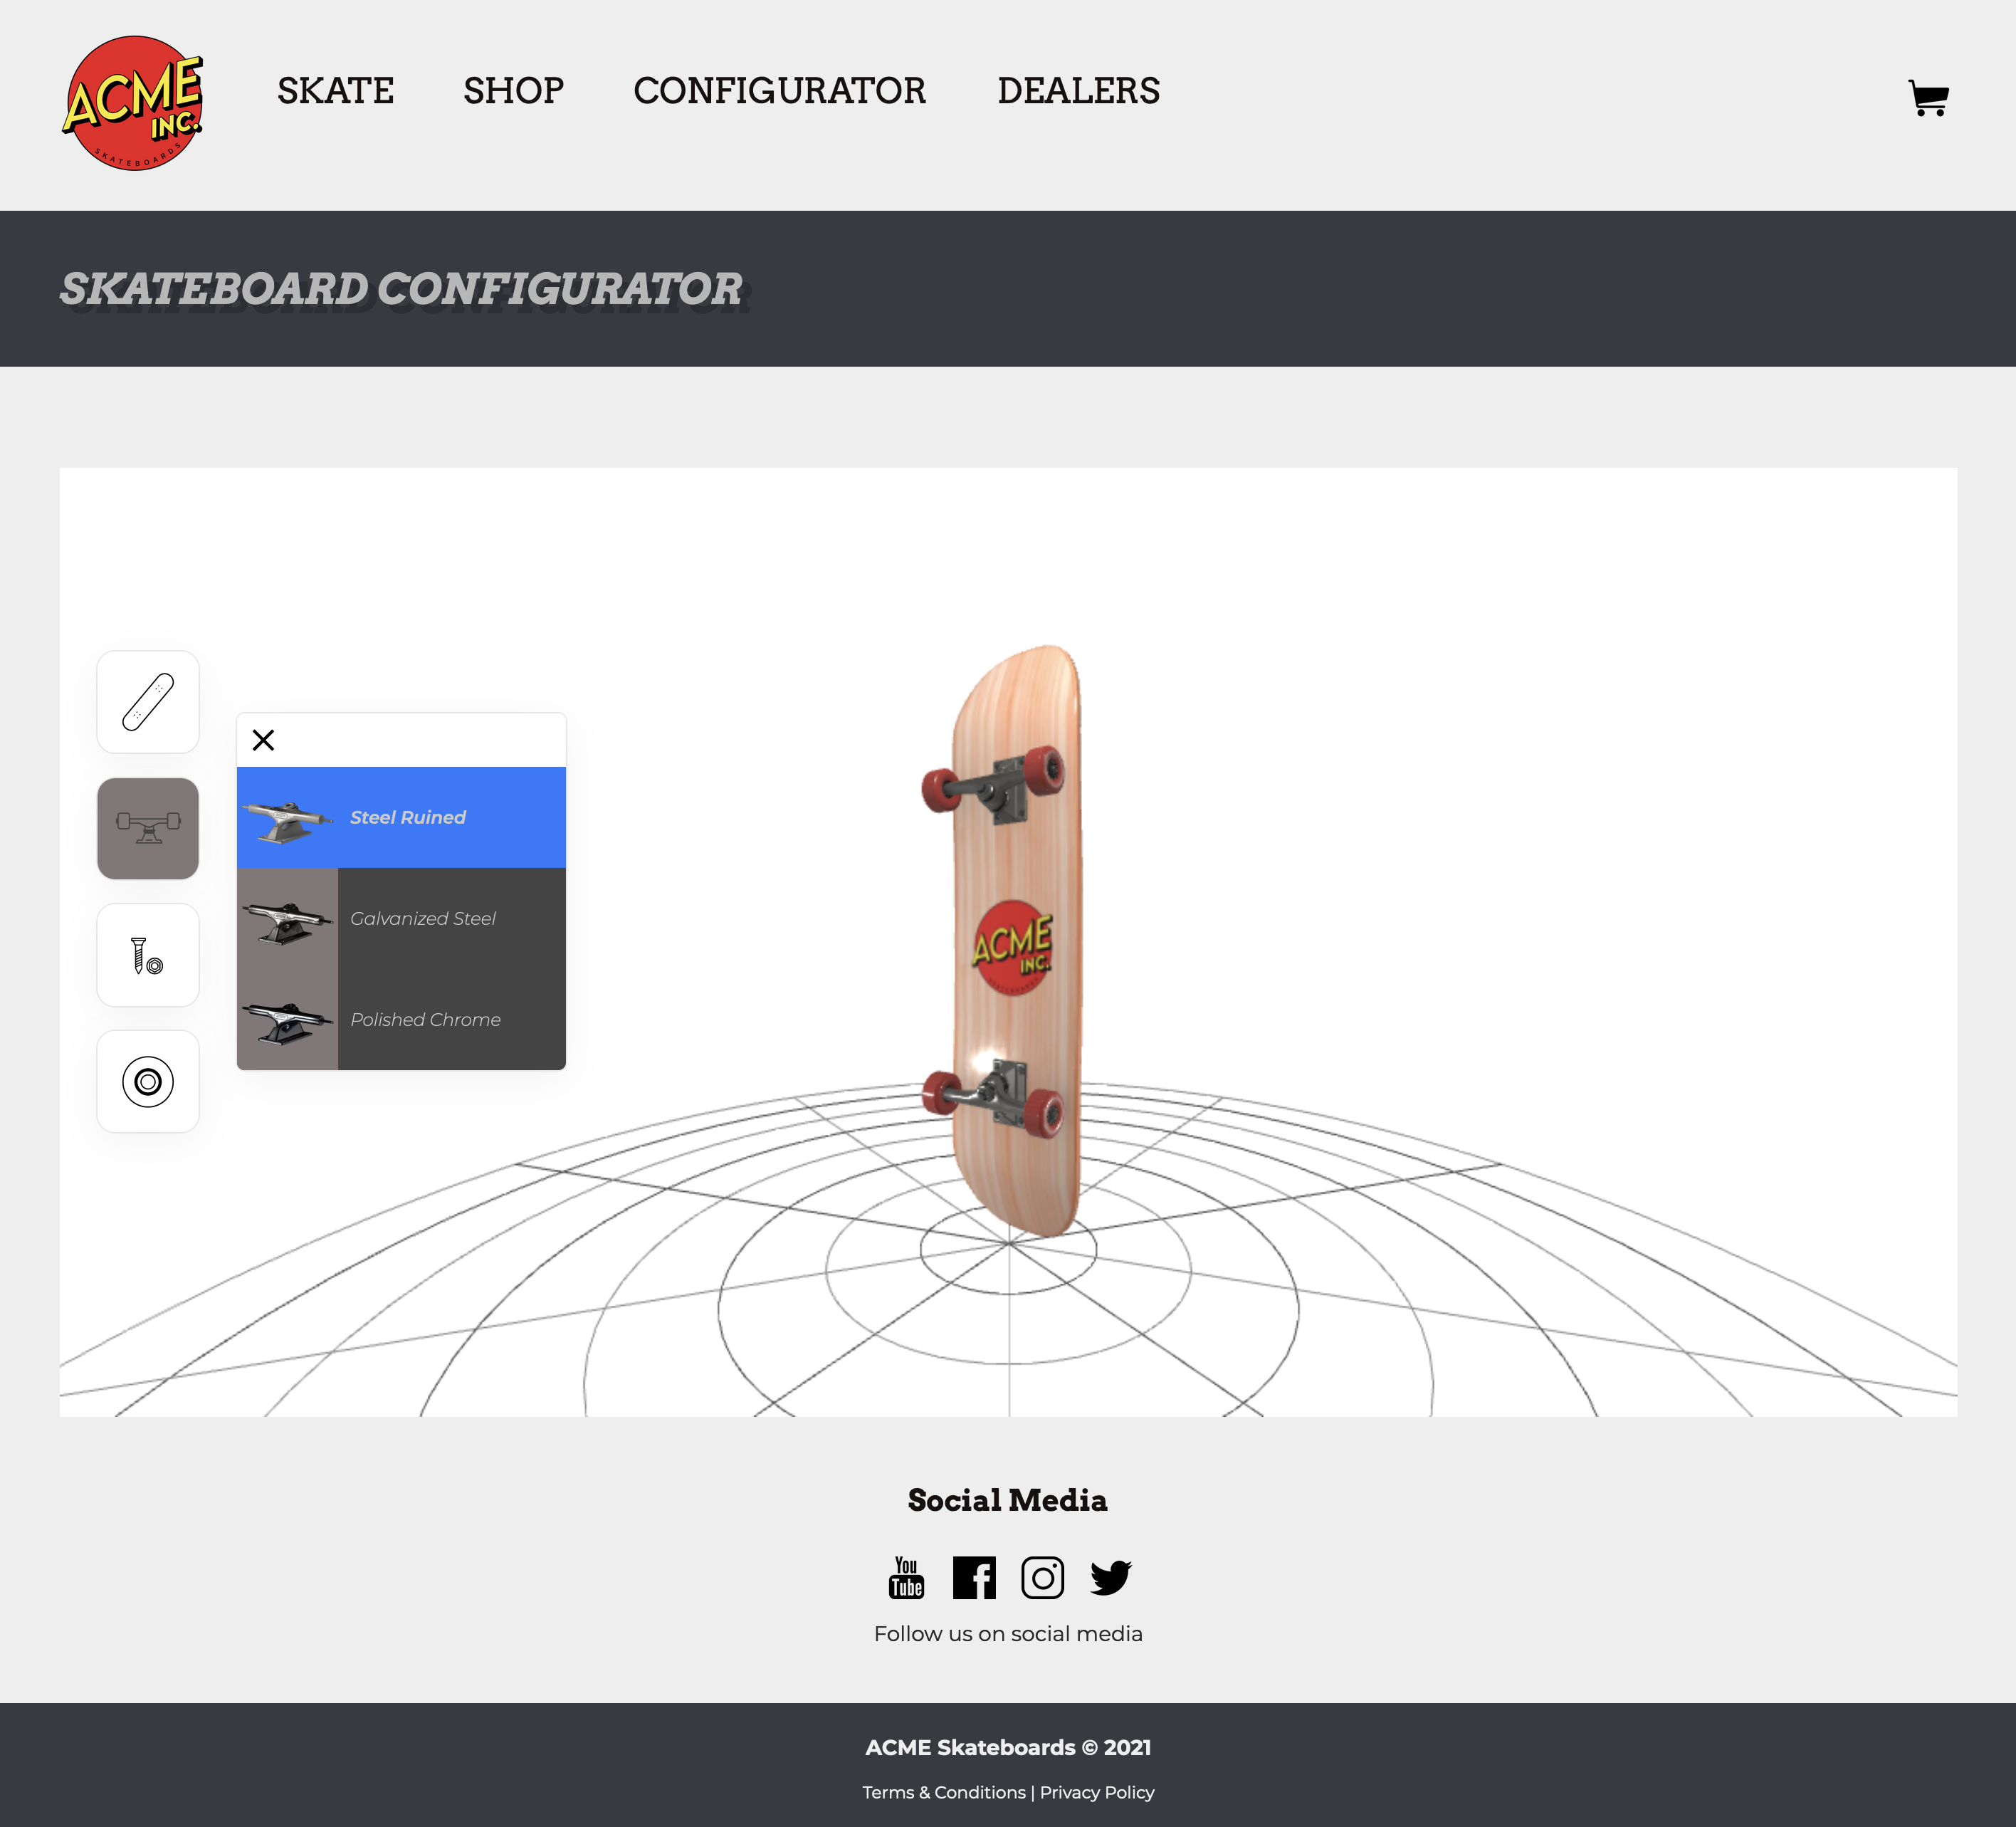 ACME
INC.
SKATEBOARDS
SKATE SHOP CONFIGURATOR DEALERS
SKATEBOARD CONFIGURATOR
Steel Ruined
Galvanized Steel
Polished Chrome
ACME
INC.
Social Media
You
Tube
Follow us on social media
ACME Skateboards © 2021
Terms & Conditions | Privacy Policy